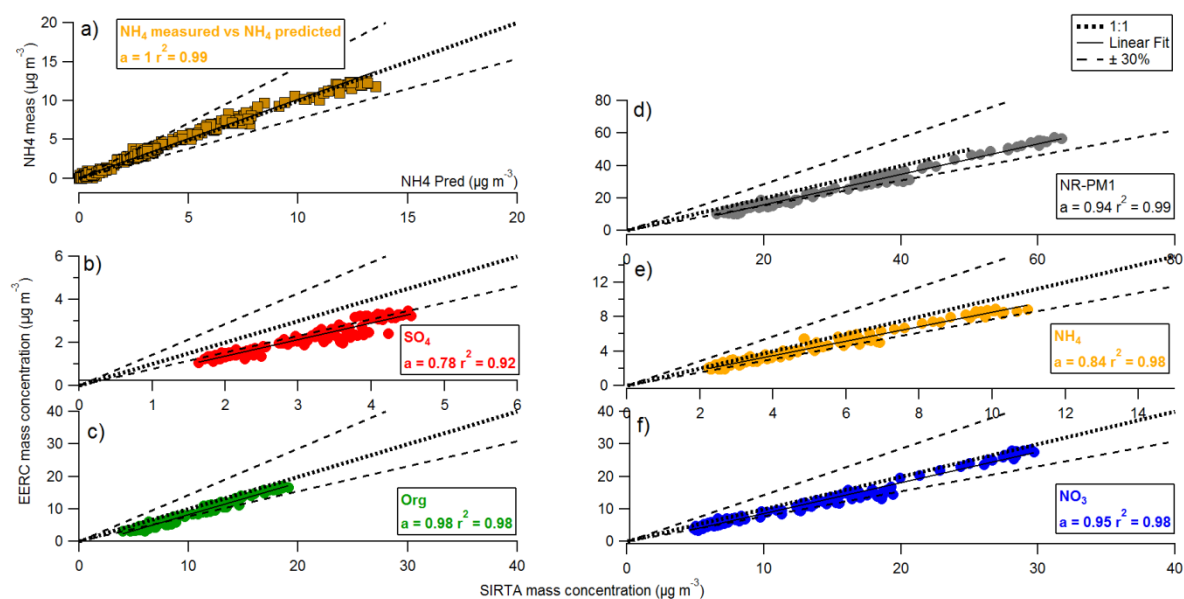 a)
NH₄ measured vs NH₄ predicted
a = 1 r² = 0.99
NH4 meas (µg m⁻³)
20
15
10
5
0
NH4 Pred (µg m⁻³)
0 5 10 15 20
1:1
Linear Fit
± 30%
d)
80
60
40
20
0
NR-PM1
a = 0.94 r² = 0.99
0 20 40 60 80
EERC mass concentration (µg m⁻³)
b)
6
4
2
0
SO₄
a = 0.78 r² = 0.92
0 1 2 3 4 5 6
e)
12
8
4
0
NH₄
a = 0.84 r² = 0.98
0 2 4 6 8 10 12 14
c)
40
30
20
10
0
Org
a = 0.98 r² = 0.98
0 10 20 30 40
f)
40
30
20
10
0
NO₃
a = 0.95 r² = 0.98
0 10 20 30 40
SIRTA mass concentration (µg m⁻³)